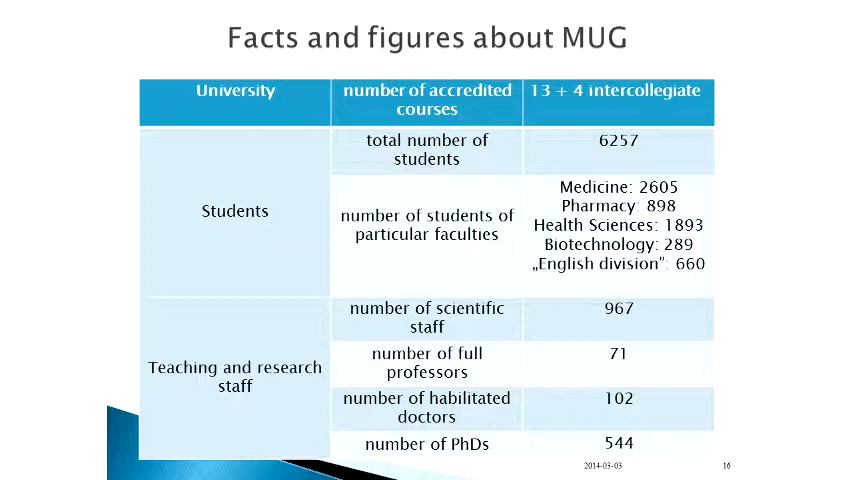 Facts and figures about MUG
University
number of accredited
courses
13 + 4 intercollegiate
Students
total number of
students
6257
number of students of
particular faculties
Medicine: 2605
Pharmacy: 898
Health Sciences: 1893
Biotechnology: 289
„English division”: 660
Teaching and research
staff
number of scientific
staff
967
number of full
professors
71
number of habilitated
doctors
102
number of PhDs
544
2014-03-03
16